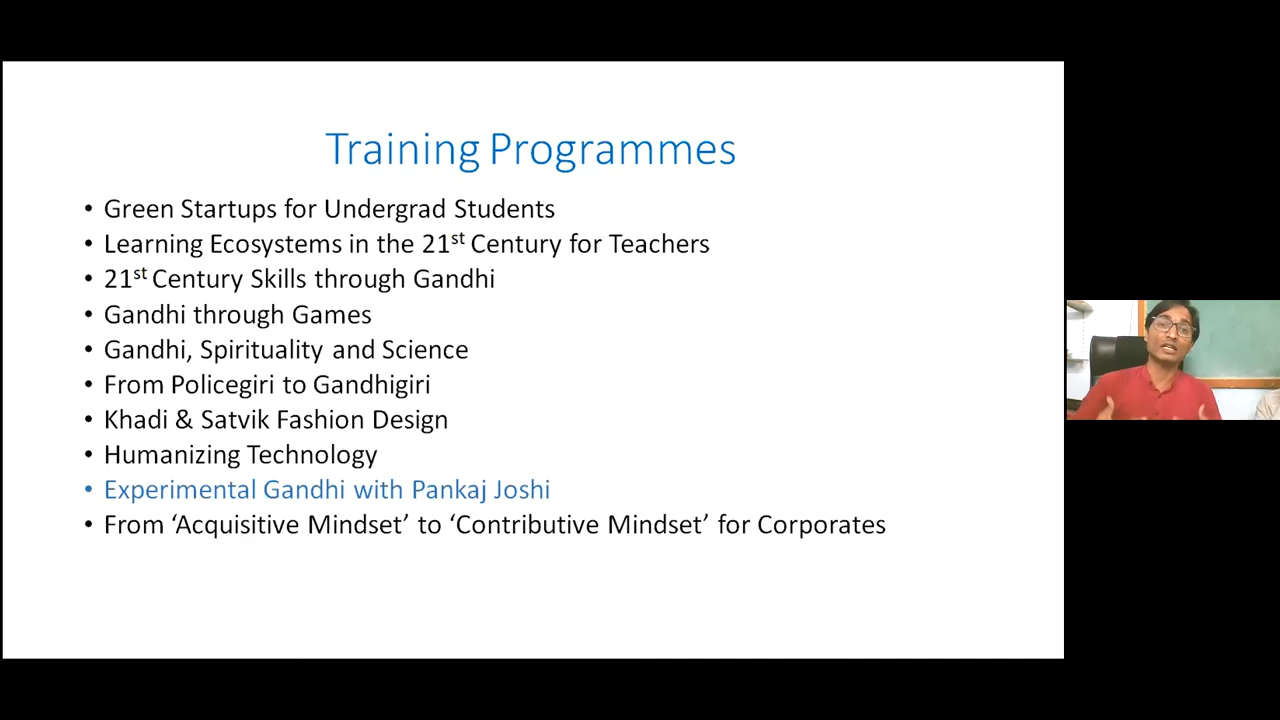 Training Programmes
• Green Startups for Undergrad Students
• Learning Ecosystems in the 21st Century for Teachers
• 21st Century Skills through Gandhi
• Gandhi through Games
• Gandhi, Spirituality and Science
• From Policegiri to Gandhigiri
• Khadi & Satvik Fashion Design
• Humanizing Technology
• Experimental Gandhi with Pankaj Joshi
• From ‘Acquisitive Mindset’ to ‘Contributive Mindset’ for Corporates